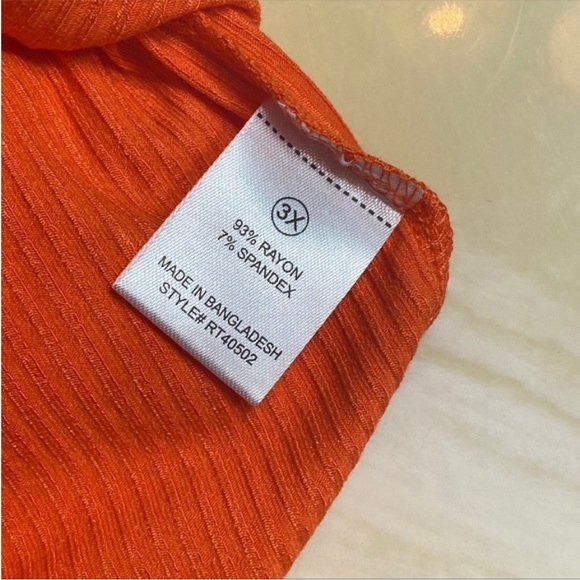 3X
93% RAYON
7% SPANDEX
MADE IN BANGLADESH
STYLE# RT40502